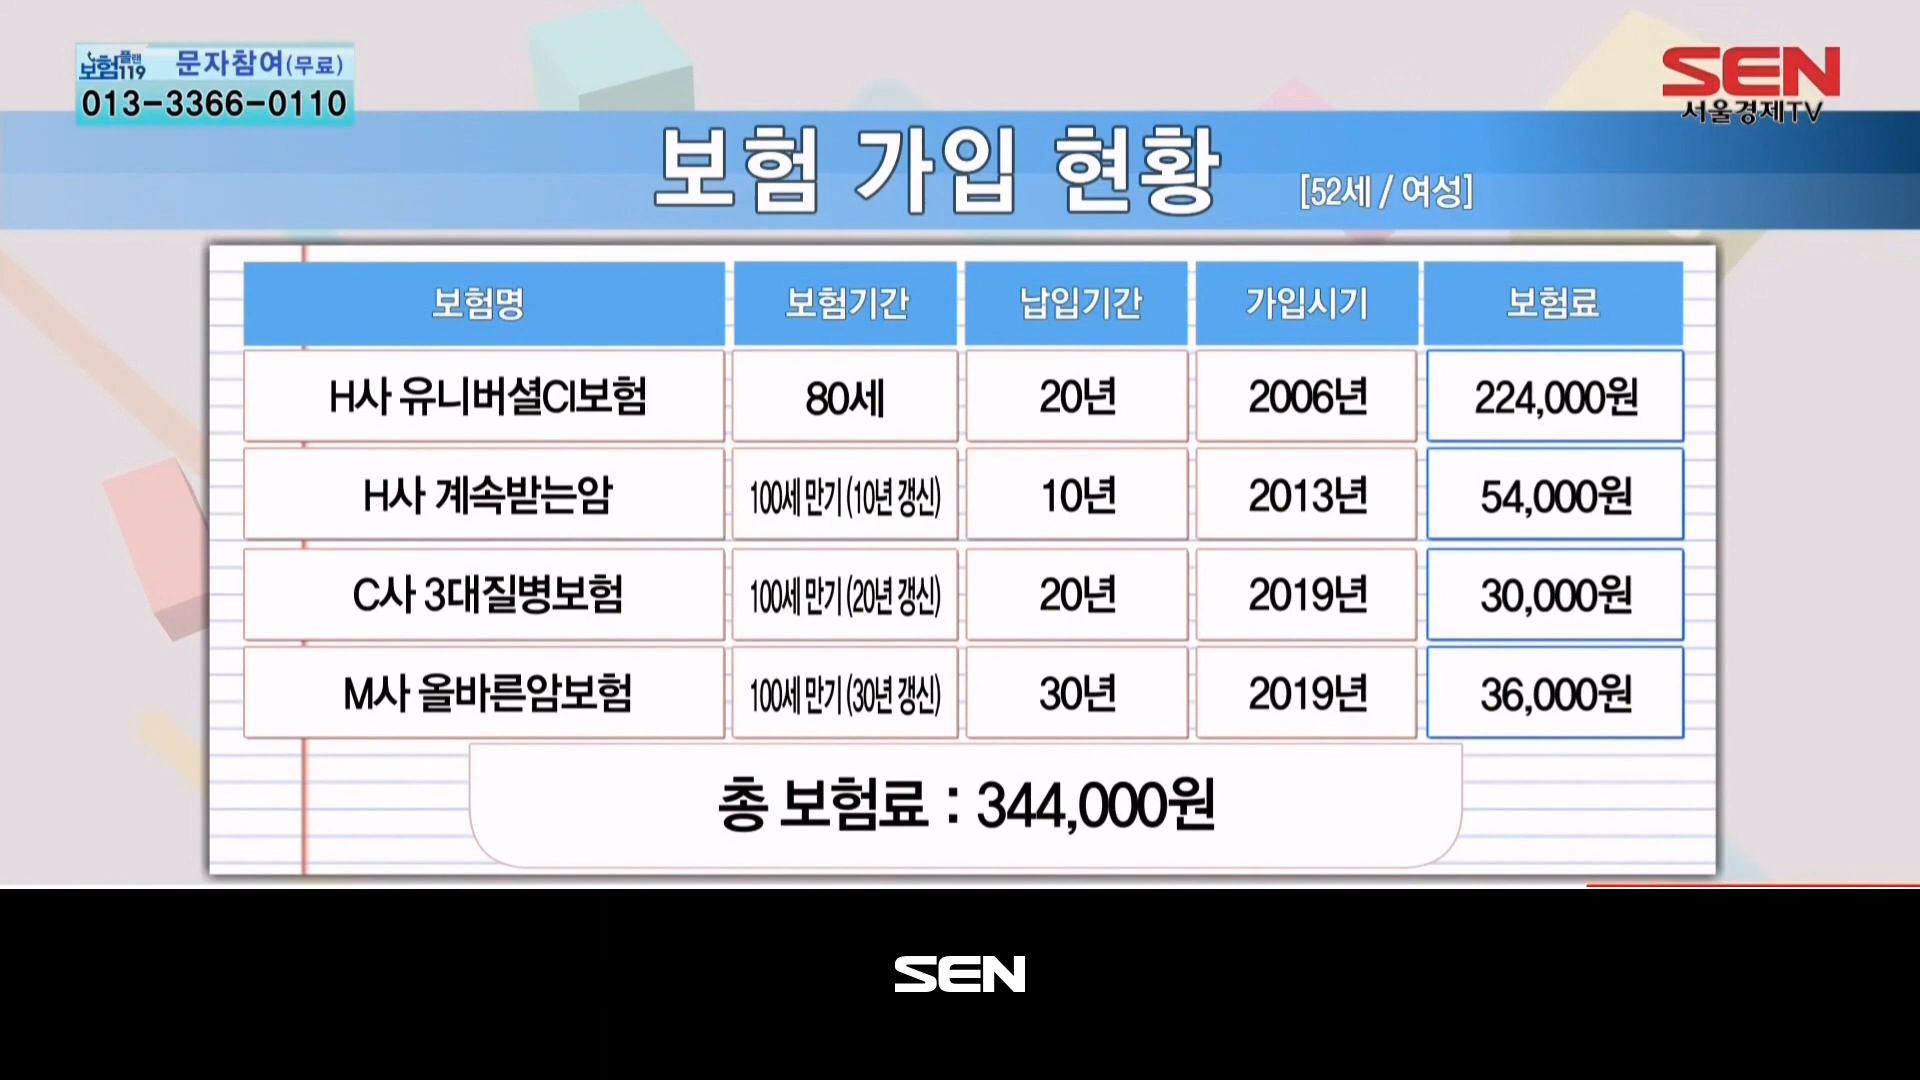 보험플랜119 문자참여(무료)
013-3366-0110
SEN
서울경제TV
보험 가입 현황 [52세 / 여성]
보험명 보험기간 납입기간 가입시기 보험료
H사 유니버셜CI보험 80세 20년 2006년 224,000원
H사 계속받는암 100세 만기 (10년 갱신) 10년 2013년 54,000원
C사 3대질병보험 100세 만기 (20년 갱신) 20년 2019년 30,000원
M사 올바른암보험 100세 만기 (30년 갱신) 30년 2019년 36,000원
총 보험료 : 344,000원
SEN